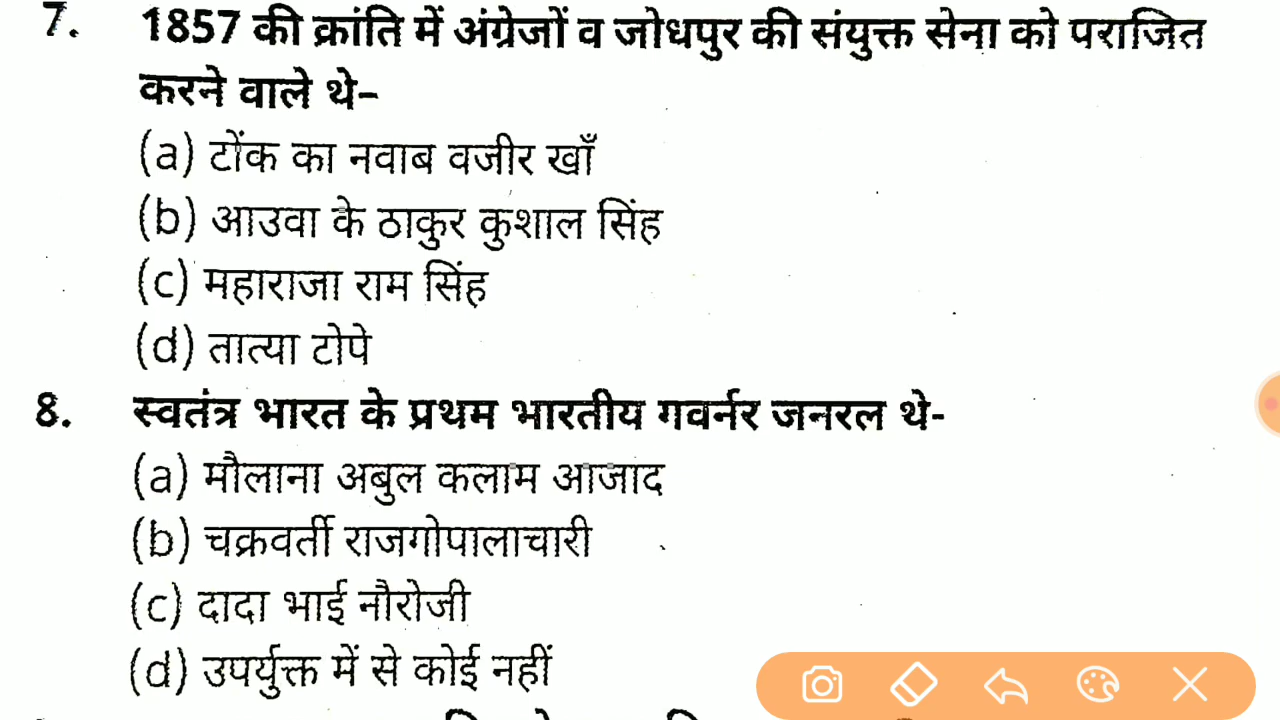 7. 1857 की क्रांति में अंग्रेजों व जोधपुर की संयुक्त सेना को पराजित
करने वाले थे-
(a) टोंक का नवाब वजीर खाँ
(b) आउवा के ठाकुर कुशाल सिंह
(c) महाराजा राम सिंह
(d) तात्या टोपे
8. स्वतंत्र भारत के प्रथम भारतीय गवर्नर जनरल थे-
(a) मौलाना अबुल कलाम आजाद
(b) चक्रवर्ती राजगोपालाचारी
(c) दादा भाई नौरोजी
(d) उपर्युक्त में से कोई नहीं